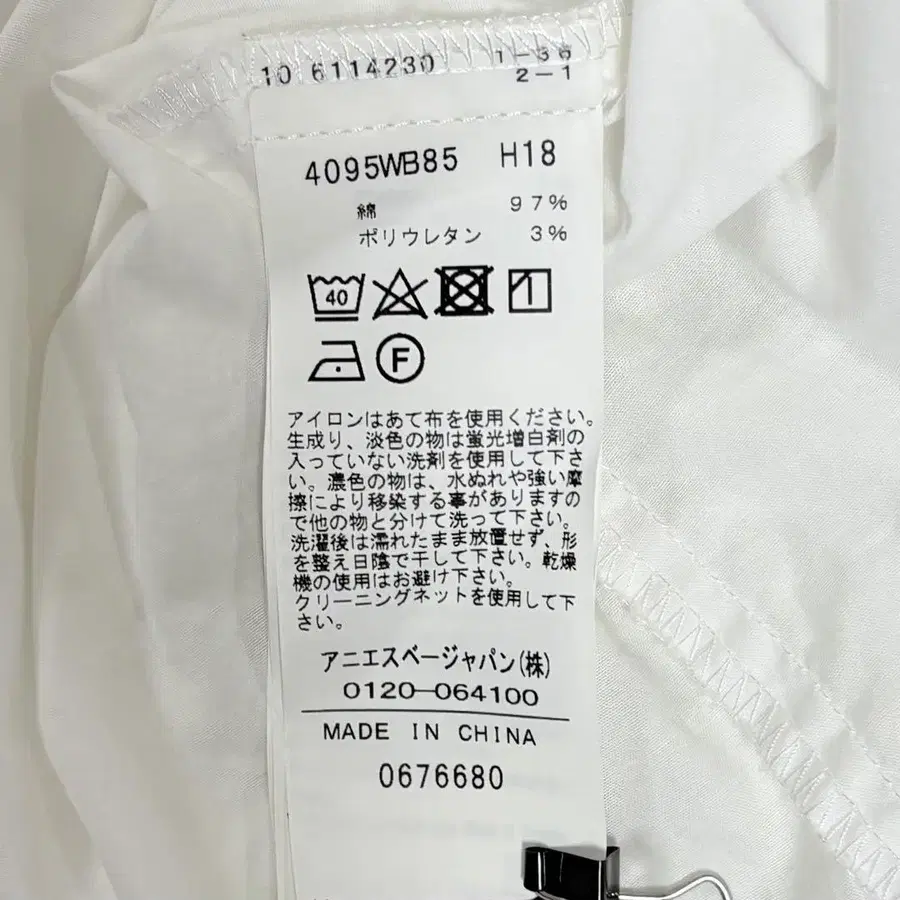 10 6114230 1-36
2-1
4095WB85 H18
綿 97%
ポリウレタン 3%
40
F
アイロンはあて布を使用ください。
生成り、淡色の物は蛍光増白剤の
入っていない洗剤を使用して下さ
い。濃色の物は、水ぬれや強い摩
擦により移染する事がありますの
で他の物と分けて洗って下さい。
洗濯後は濡れたまま放置せず、形
を整え日陰で干して下さい。乾燥
機の使用はお避け下さい。
クリーニングネットを使用して下
さい。
アニエスベージャパン(株)
0120-064100
MADE IN CHINA
0676680